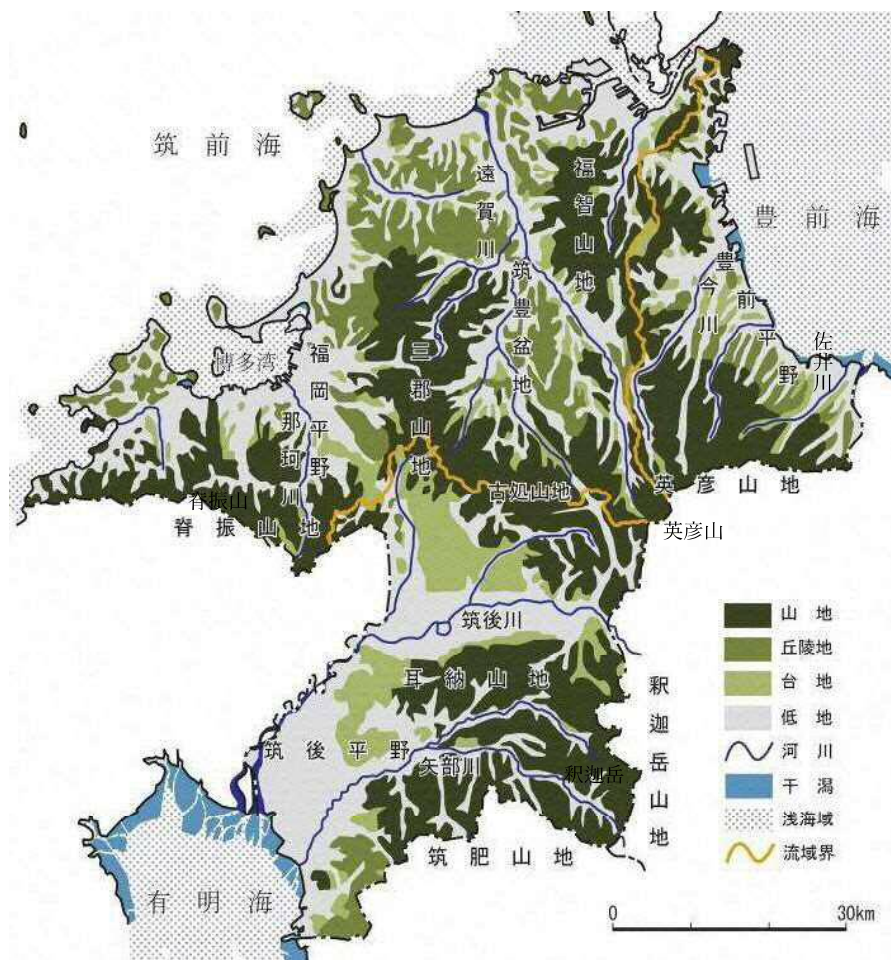 筑前海
豊前海
遠賀川
福智山地
筑豊盆地
今川
豊前平野
佐井川
博多湾
福岡平野
三郡山地
那珂川
脊振山
脊振山地
古処山地
英彦山地
英彦山
筑後川
耳納山地
釈迦岳山地
筑後平野
矢部川
釈迦岳
筑肥山地
有明海
山地
丘陵地
台地
低地
河川
干潟
浅海域
流域界
0 30km